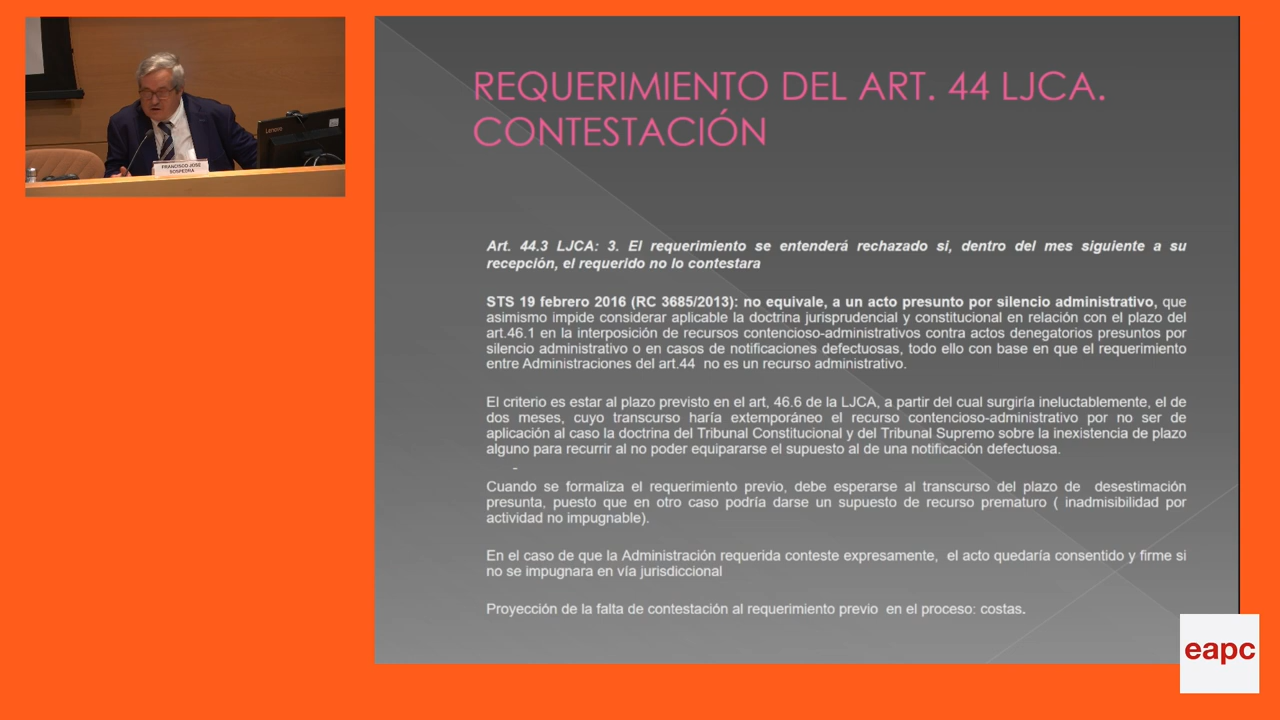 REQUERIMIENTO DEL ART. 44 LJCA.
CONTESTACIÓN
Lenovo
FRANCISCO JOSÉ
SOSPEDRA
Art. 44.3 LJCA: 3. El requerimiento se entenderá rechazado si, dentro del mes siguiente a su
recepción, el requerido no lo contestara
STS 19 febrero 2016 (RC 3685/2013): no equivale, a un acto presunto por silencio administrativo, que
asimismo impide considerar aplicable la doctrina jurisprudencial y constitucional en relación con el plazo del
art.46.1 en la interposición de recursos contencioso-administrativos contra actos denegatorios presuntos por
silencio administrativo o en casos de notificaciones defectuosas, todo ello con base en que el requerimiento
entre Administraciones del art.44 no es un recurso administrativo.
El criterio es estar al plazo previsto en el art, 46.6 de la LJCA, a partir del cual surgiría ineluctablemente, el de
dos meses, cuyo transcurso haría extemporáneo el recurso contencioso-administrativo por no ser de
aplicación al caso la doctrina del Tribunal Constitucional y del Tribunal Supremo sobre la inexistencia de plazo
alguno para recurrir al no poder equipararse el supuesto al de una notificación defectuosa.
-
Cuando se formaliza el requerimiento previo, debe esperarse al transcurso del plazo de desestimación
presunta, puesto que en otro caso podría darse un supuesto de recurso prematuro ( inadmisibilidad por
actividad no impugnable).
En el caso de que la Administración requerida conteste expresamente, el acto quedaría consentido y firme si
no se impugnara en vía jurisdiccional
Proyección de la falta de contestación al requerimiento previo en el proceso: costas.
eapc